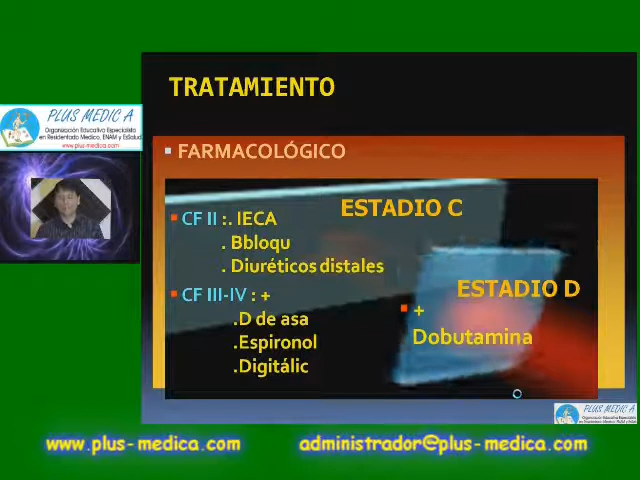 TRATAMIENTO
PLUS MEDIC A
Organización Educativa Especialista
en Residentado Medico, ENAM y EsSalud
www.plus-medica.com
FARMACOLÓGICO
ESTADIO C
CF II :. IECA
. Bbloqu
. Diuréticos distales
CF III-IV : +
.D de asa
.Espironol
.Digitálic
ESTADIO D
+
Dobutamina
PLUS MEDIC A
www.plus-medica.com
administrador@plus-medica.com